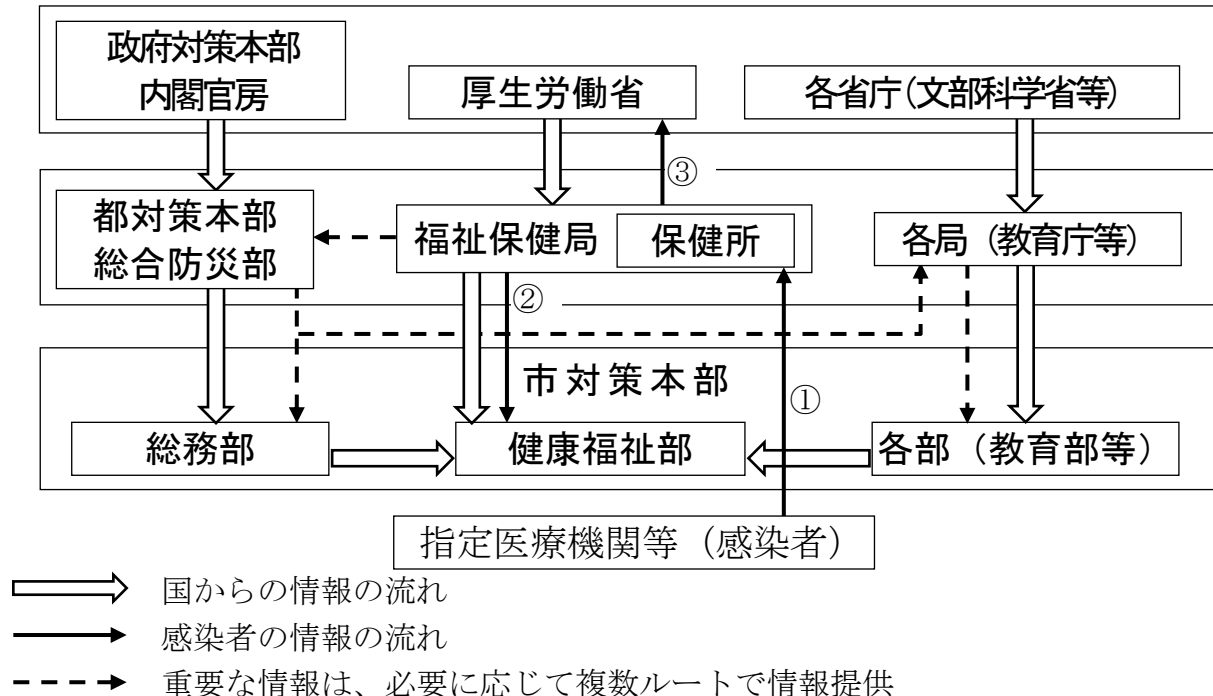 政府対策本部
内閣官房
厚生労働省
各省庁(文部科学省等)
③
都対策本部
総合防災部
福祉保健局
保健所
各局（教育庁等）
②
市対策本部
①
総務部
健康福祉部
各部（教育部等）
指定医療機関等（感染者）
国からの情報の流れ
感染者の情報の流れ
重要な情報は、必要に応じて複数ルートで情報提供